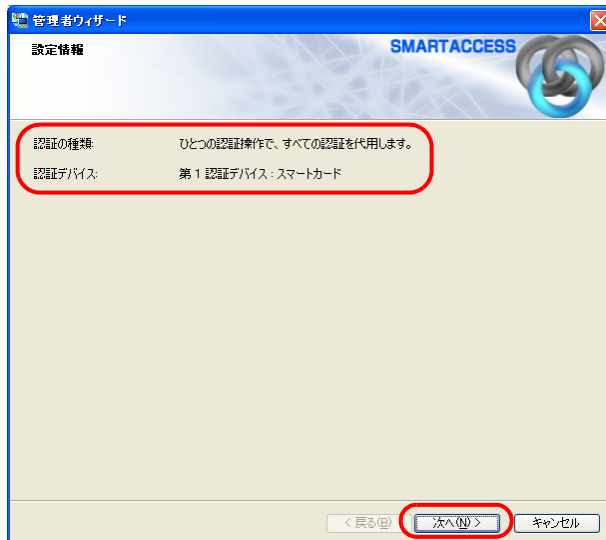 管理者ウィザード
設定情報
SMARTACCESS
認証の種類:
ひとつの認証操作で、すべての認証を代用します。
認証デバイス:
第 1 認証デバイス : スマートカード
< 戻る(B)
次へ(N) >
キャンセル